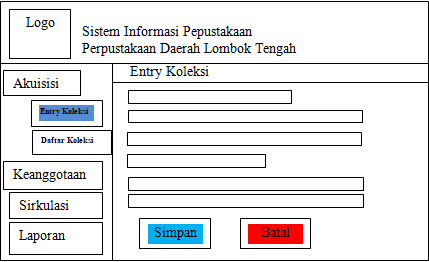 Logo
Sistem Informasi Pepustakaan
Perpustakaan Daerah Lombok Tengah
Entry Koleksi
Akuisisi
Entry Koleksi
Daftar Koleksi
Keanggotaan
Sirkulasi
Laporan
Simpan
Batal